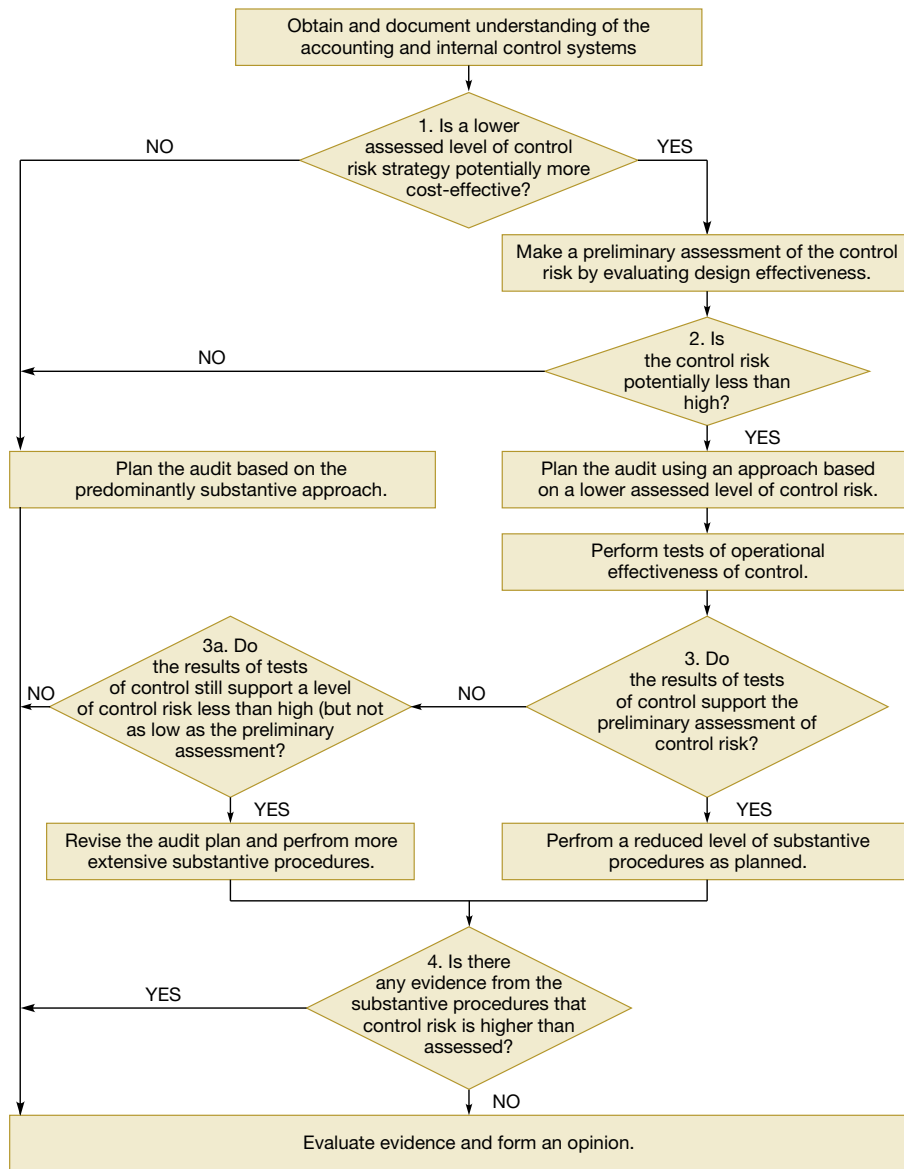 Obtain and document understanding of the
accounting and internal control systems
1. Is a lower
assessed level of control
risk strategy potentially more
cost-effective?
NO
YES
Make a preliminary assessment of the control
risk by evaluating design effectiveness.
2. Is
the control risk
potentially less than
high?
NO
YES
Plan the audit based on the
predominantly substantive approach.
Plan the audit using an approach based
on a lower assessed level of control risk.
Perform tests of operational
effectiveness of control.
3. Do
the results of tests
of control support the
preliminary assessment of
control risk?
NO
3a. Do
the results of tests
of control still support a level
of control risk less than high (but not
as low as the preliminary
assessment?
NO
YES
YES
Revise the audit plan and perfrom more
extensive substantive procedures.
Perfrom a reduced level of substantive
procedures as planned.
4. Is there
any evidence from the
substantive procedures that
control risk is higher than
assessed?
YES
NO
Evaluate evidence and form an opinion.